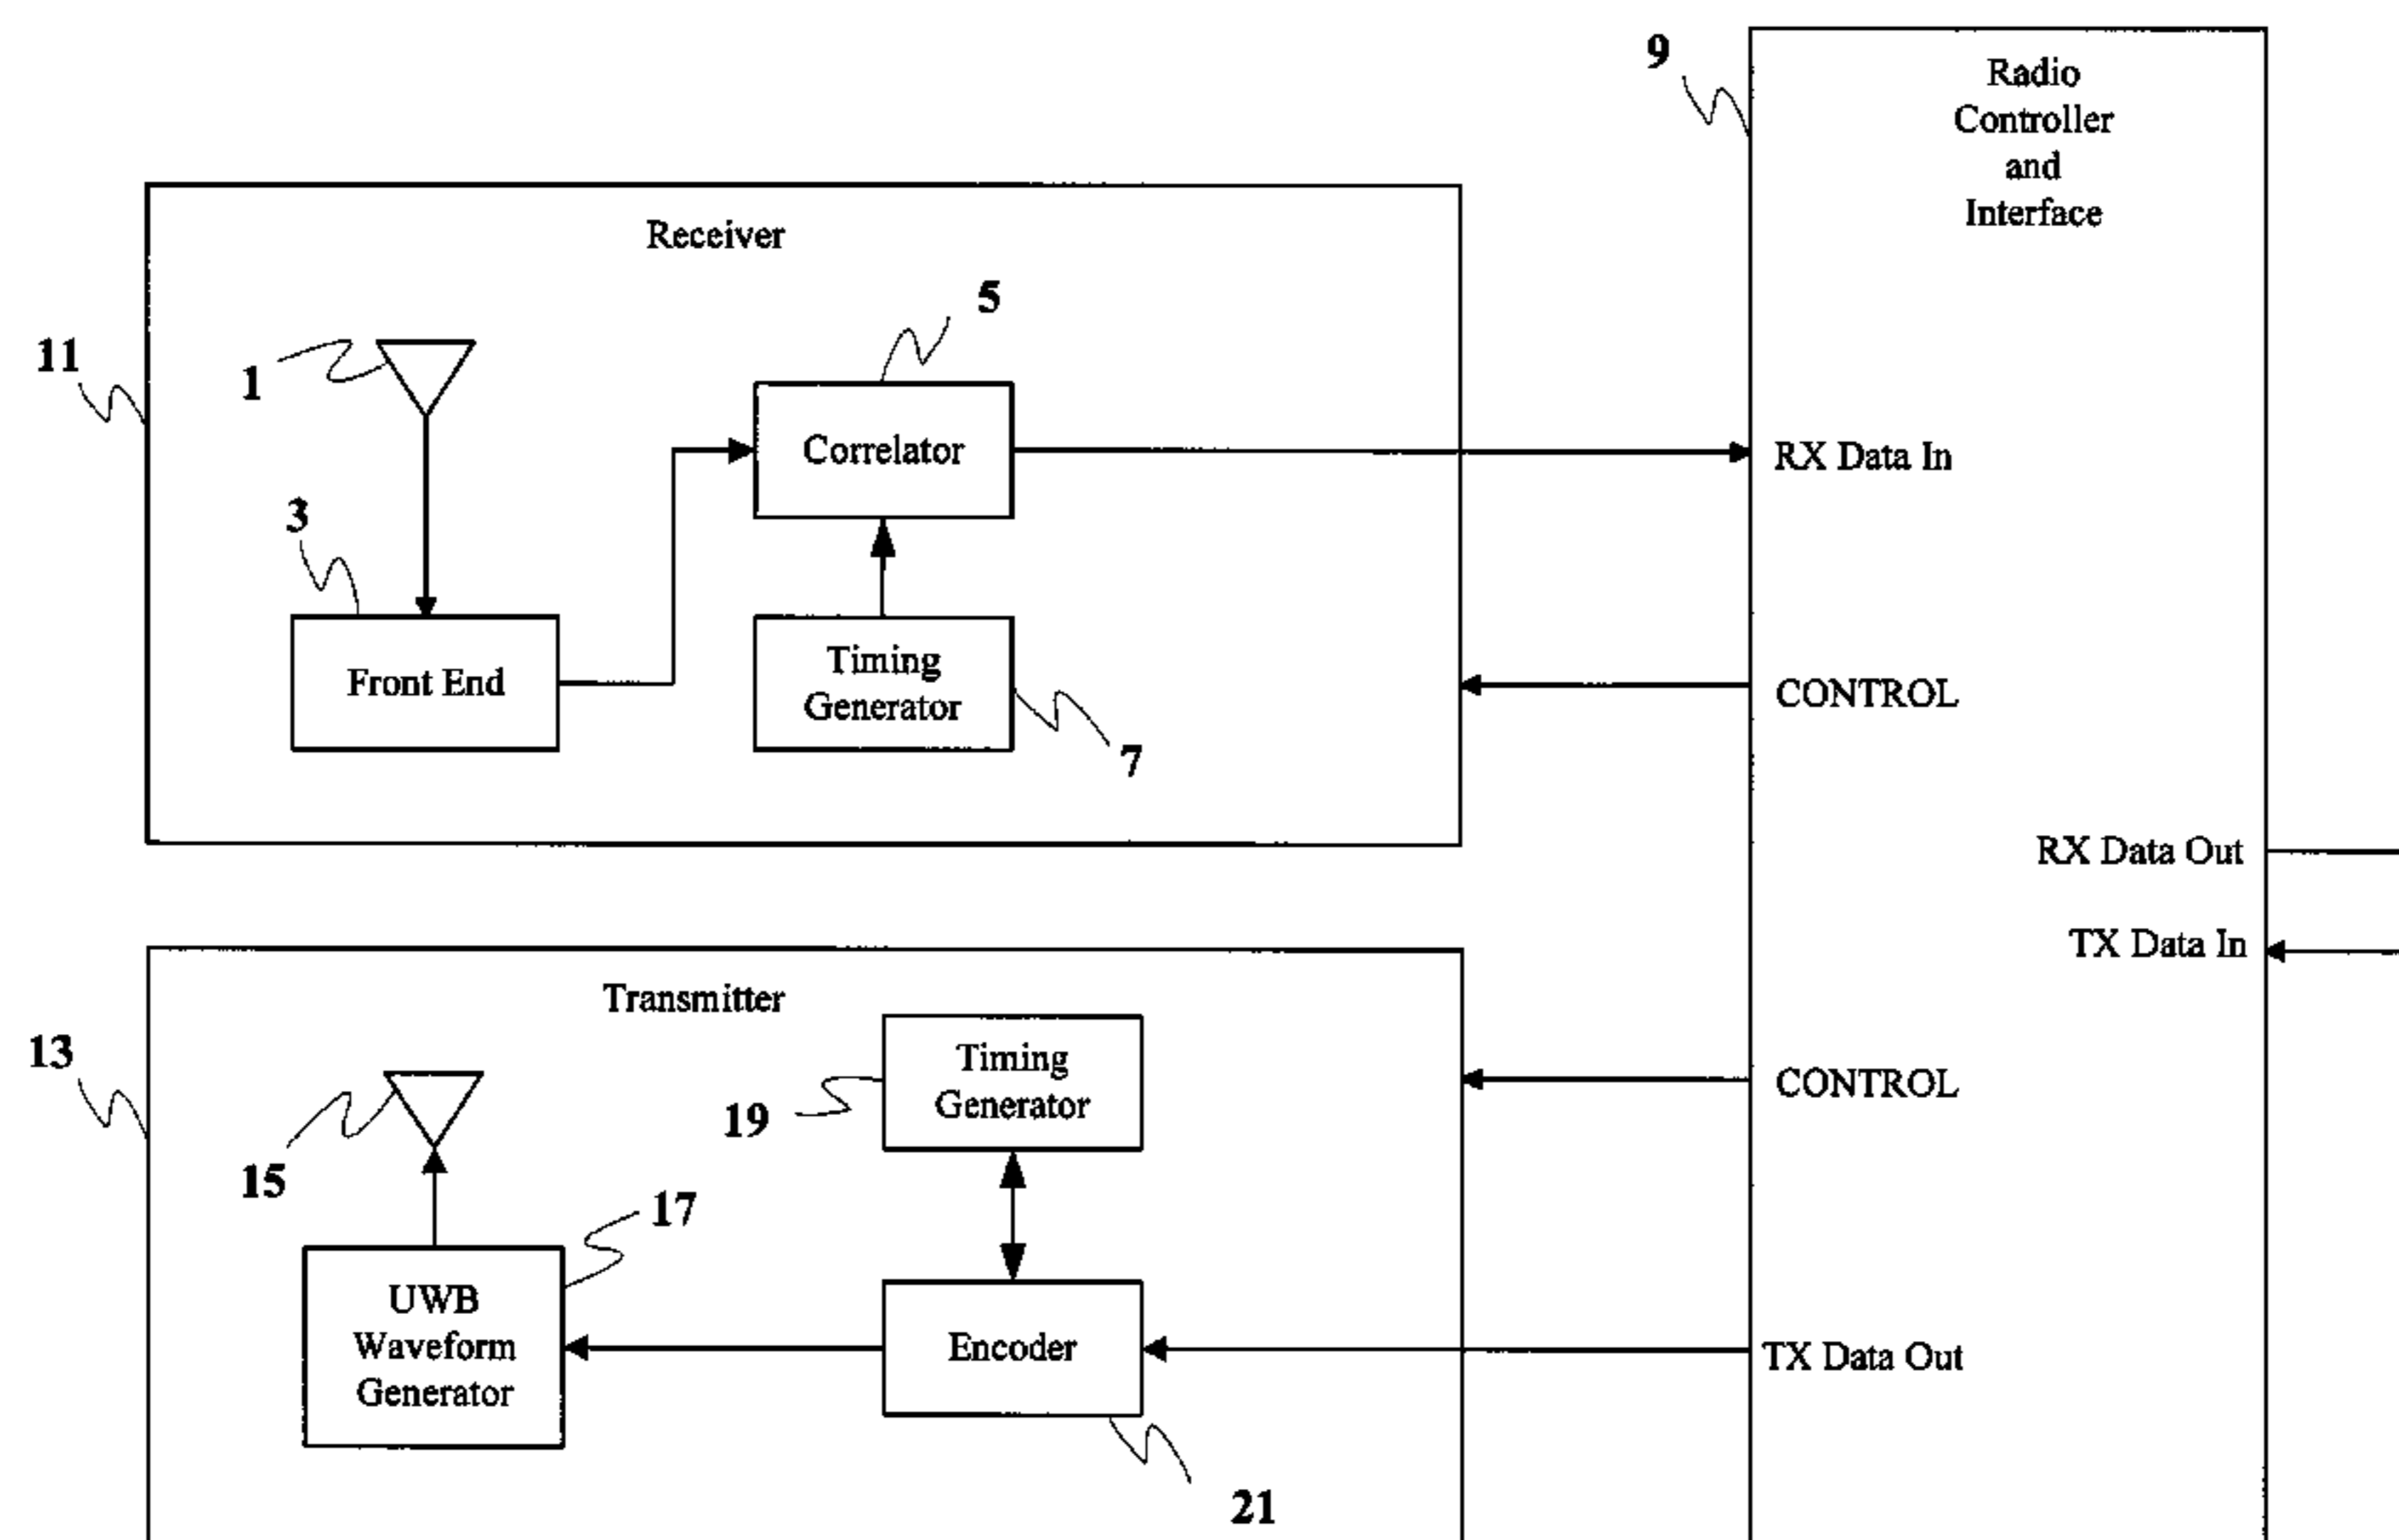 9
Radio
Controller
and
Interface
Receiver
5
11
1
Correlator
RX Data In
3
Front End
Timing
Generator
CONTROL
7
RX Data Out
TX Data In
Transmitter
13
Timing
Generator
CONTROL
19
15
17
UWB
Waveform
Generator
Encoder
TX Data Out
21